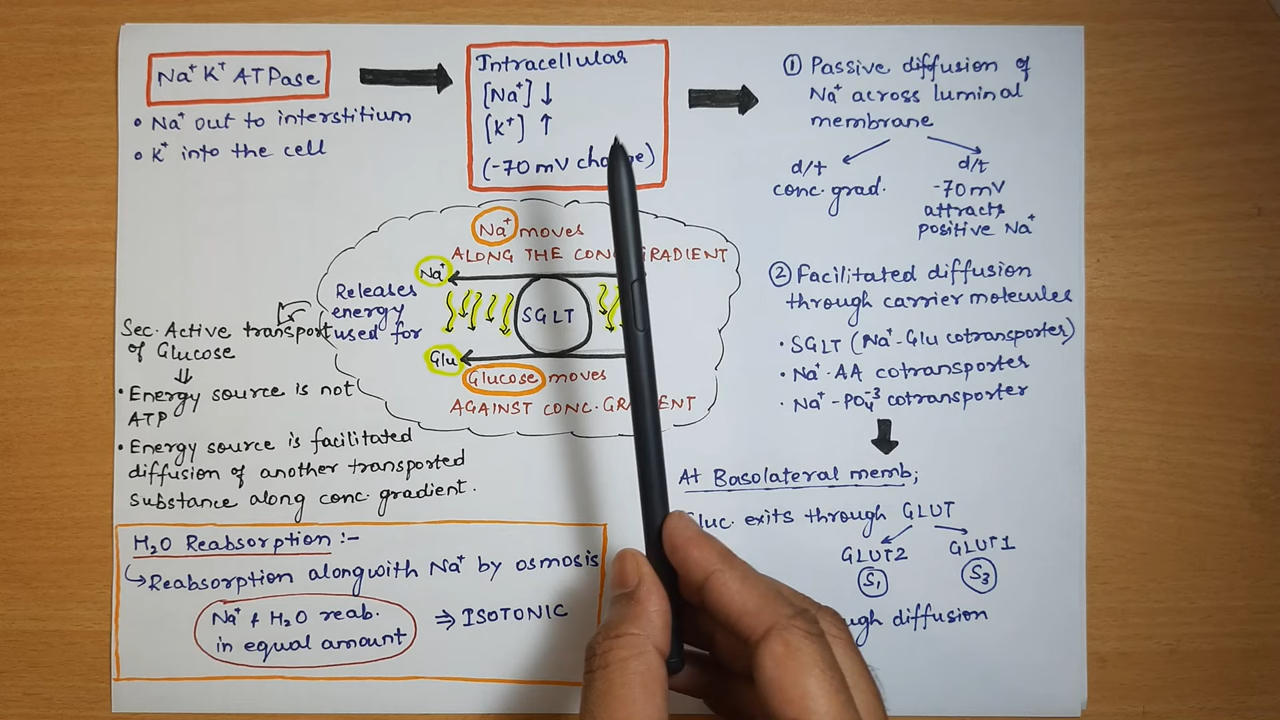 Na⁺ K⁺ ATPase
• Na⁺ out to interstitium
• K⁺ into the cell
Intracellular
[Na⁺] ↓
[K⁺] ↑
(-70 mV
① Passive diffusion of
Na⁺ across luminal
membrane
d/t
conc. grad.
d/t
-70mV
attracts
positive Na⁺
② Facilitated diffusion
through carrier molecules
• SGLT (Na⁺-Glu cotransporter)
• Na⁺-AA cotransporter
• Na⁺-PO₄⁻³ cotransporter
At Basolateral memb;
Gluc. exits through GLUT
GLUT2
S₁
GLUT1
S₃
diffusion
Na⁺ moves
ALONG THE CONC. GRADIENT
Na⁺
SGLT
Glu
Glucose moves
AGAINST CONC. GRADIENT
Releases
energy
used for
Sec. Active transport
of Glucose
⇓
• Energy source is not
ATP
• Energy source is facilitated
diffusion of another transported
substance along conc. gradient.
H₂O Reabsorption :-
↳ Reabsorption alongwith Na⁺ by osmosis
Na⁺ & H₂O reab.
in equal amount
⇒ ISOTONIC